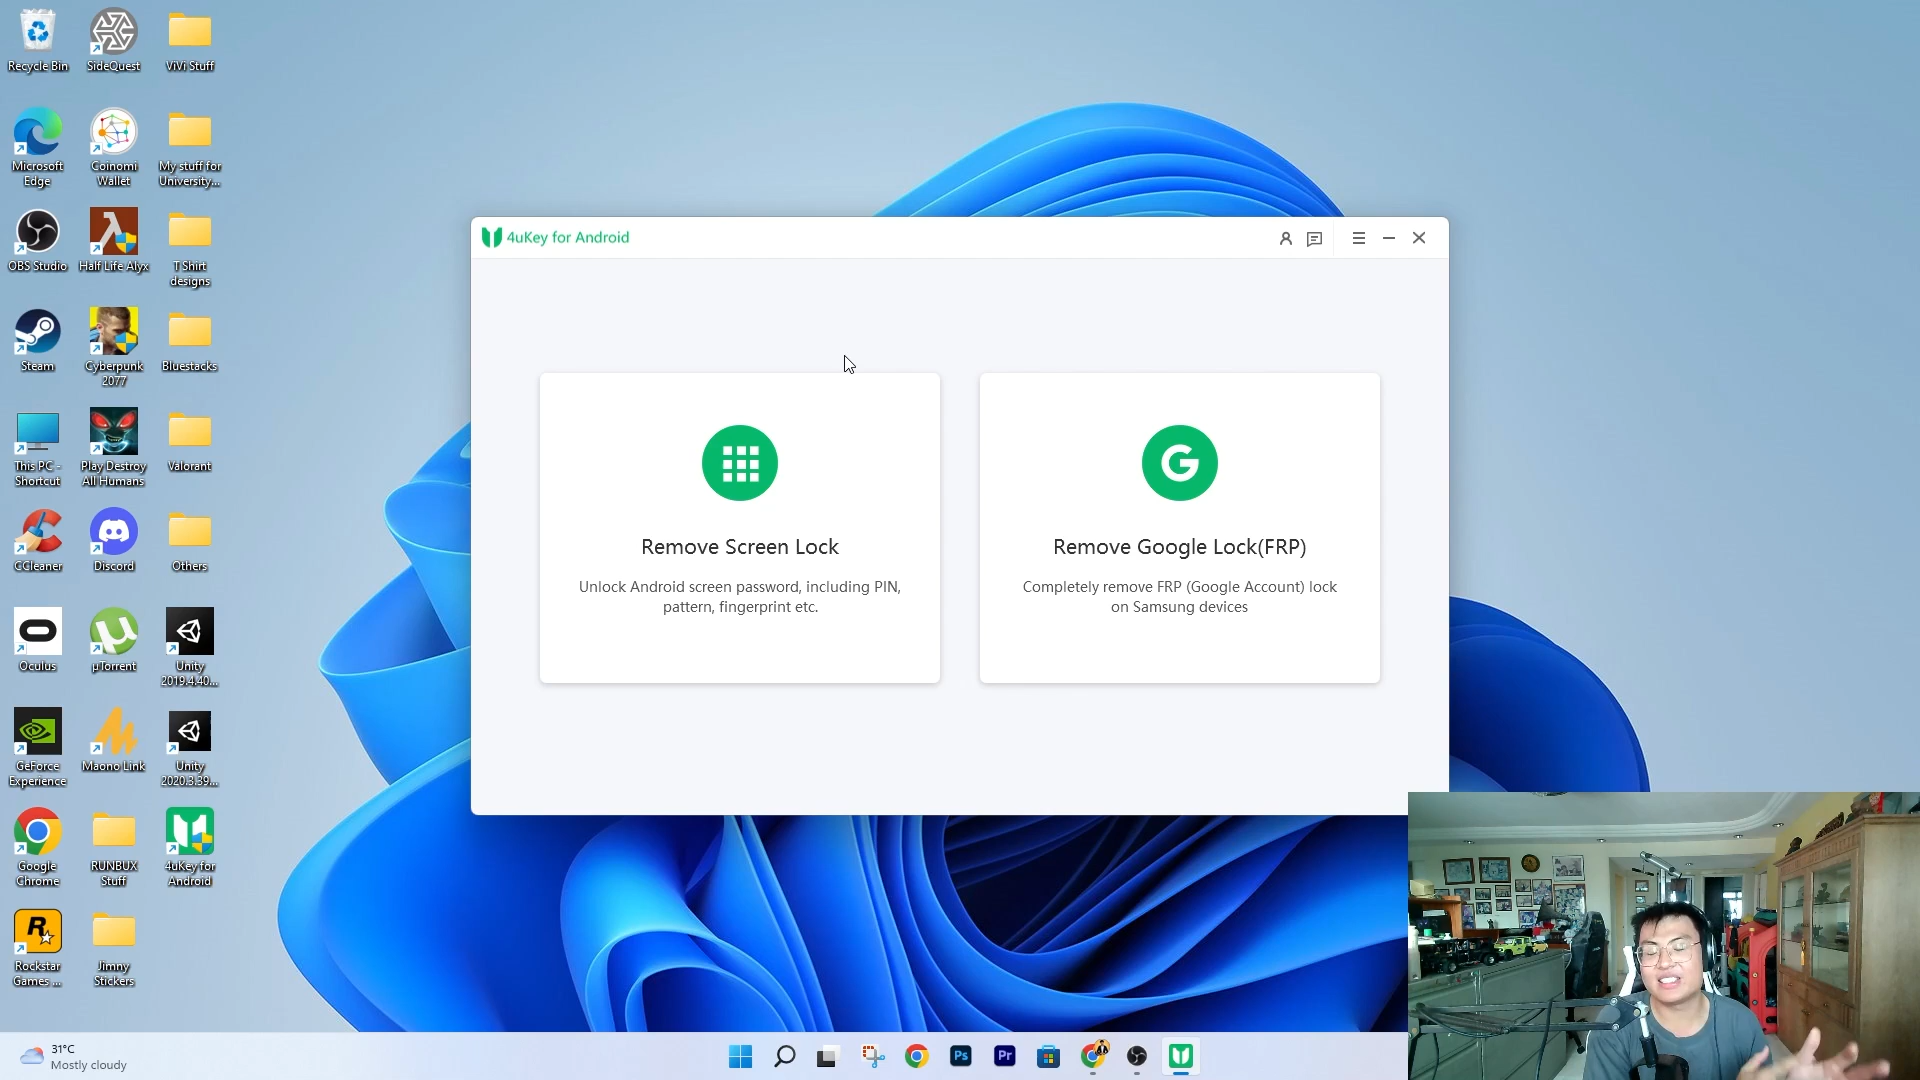 Recycle Bin
SideQuest
ViVi Stuff
Microsoft
Edge
Coinomi
Wallet
My stuff for
University...
OBS Studio
Half Life Alyx
T Shirt
designs
Steam
Cyberpunk
2077
Bluestacks
This PC -
Shortcut
Play Destroy
All Humans
Valorant
CCleaner
Discord
Others
Oculus
µTorrent
Unity
2019.4.40...
GeForce
Experience
Maono Link
Unity
2020.3.39...
Google
Chrome
RUNBUX
Stuff
4uKey for
Android
Rockstar
Games ...
Jimny
Stickers
4uKey for Android
Remove Screen Lock
Unlock Android screen password, including PIN,
pattern, fingerprint etc.
G
Remove Google Lock(FRP)
Completely remove FRP (Google Account) lock
on Samsung devices
31°C
Mostly cloudy
Ps
Pr